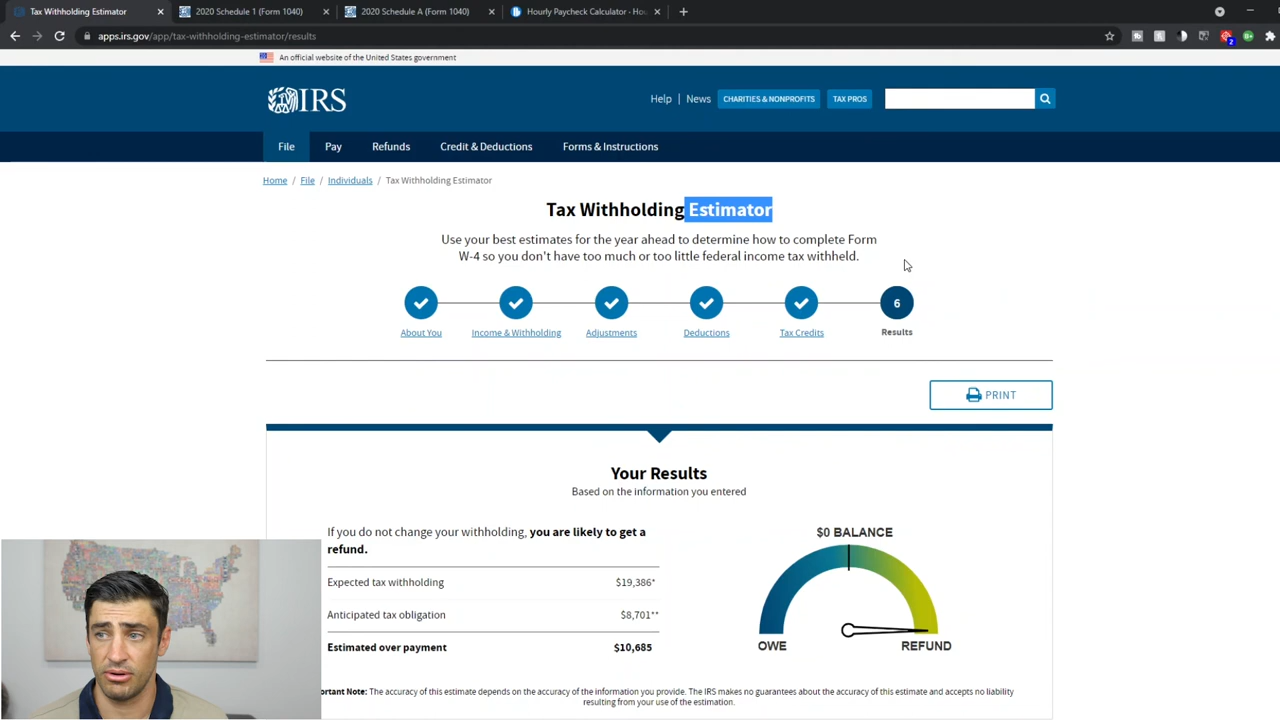 Tax Withholding Estimator
2020 Schedule 1 (Form 1040)
2020 Schedule A (Form 1040)
Hourly Paycheck Calculator · Hou
apps.irs.gov/app/tax-withholding-estimator/results
2
An official website of the United States government
IRS
Help | News
CHARITIES & NONPROFITS
TAX PROS
File
Pay
Refunds
Credit & Deductions
Forms & Instructions
Home / File / Individuals / Tax Withholding Estimator
Tax Withholding Estimator
Use your best estimates for the year ahead to determine how to complete Form
W-4 so you don't have too much or too little federal income tax withheld.
6
About You
Income & Withholding
Adjustments
Deductions
Tax Credits
Results
PRINT
Your Results
Based on the information you entered
If you do not change your withholding, you are likely to get a
refund.
Expected tax withholding $19,386*
Anticipated tax obligation $8,701**
Estimated over payment $10,685
$0 BALANCE
OWE
REFUND
ortant Note: The accuracy of this estimate depends on the accuracy of the information you provide. The IRS makes no guarantees about the accuracy of this estimate and accepts no liability
resulting from your use of the estimation.